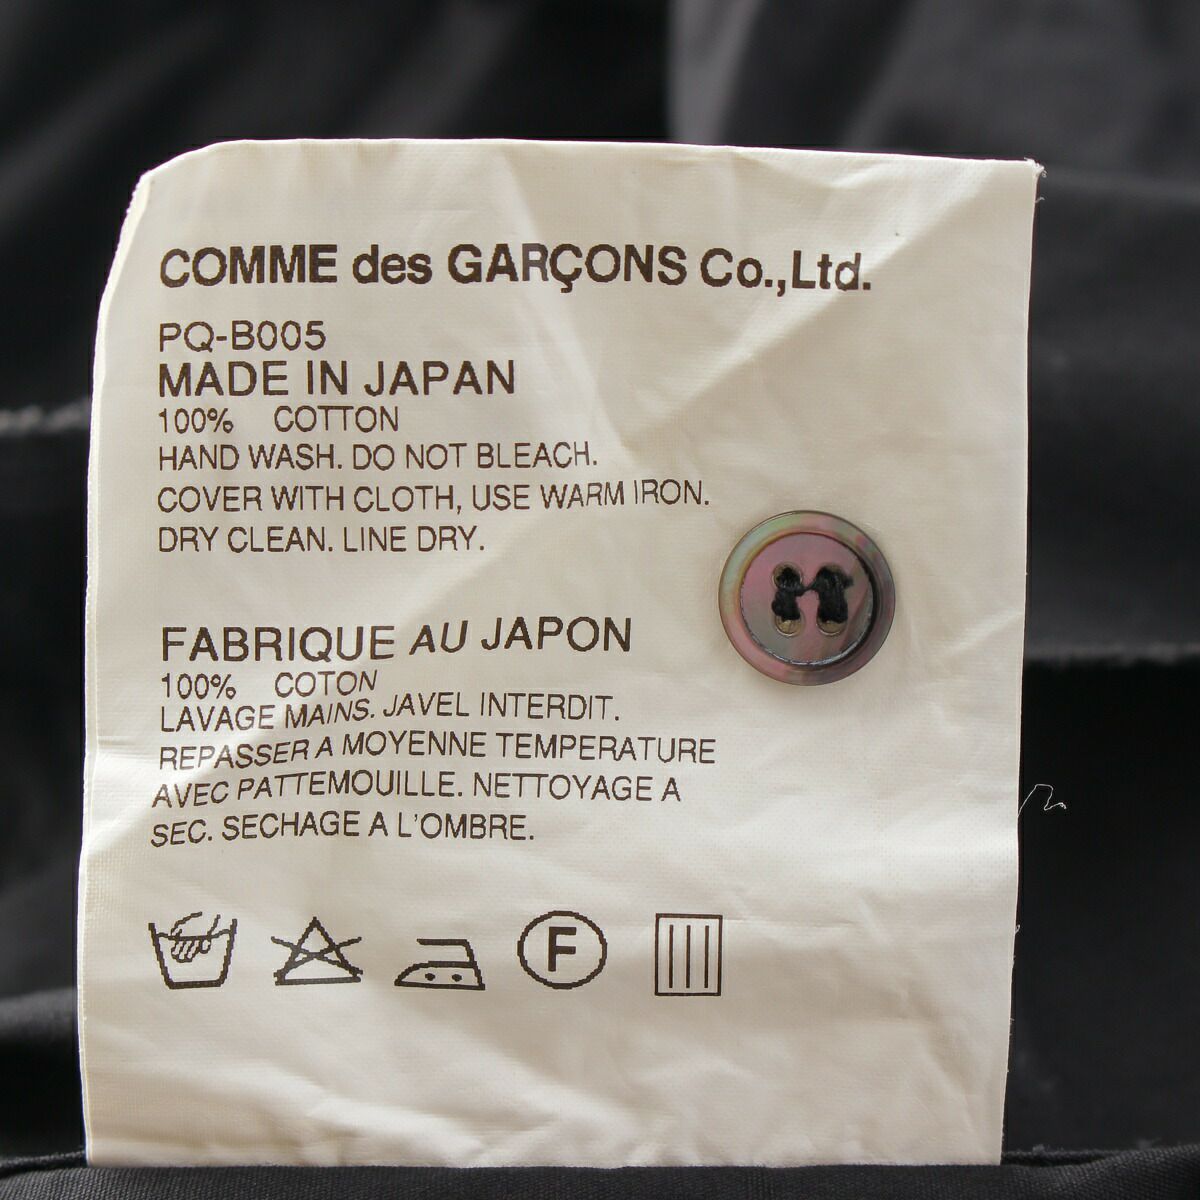 COMME des GARÇONS Co.,Ltd.
PQ-B005
MADE IN JAPAN
100% COTTON
HAND WASH. DO NOT BLEACH.
COVER WITH CLOTH, USE WARM IRON.
DRY CLEAN. LINE DRY.
FABRIQUE AU JAPON
100% COTON
LAVAGE MAINS. JAVEL INTERDIT.
REPASSER A MOYENNE TEMPERATURE
AVEC PATTEMOUILLE. NETTOYAGE A
SEC. SECHAGE A L'OMBRE.
F